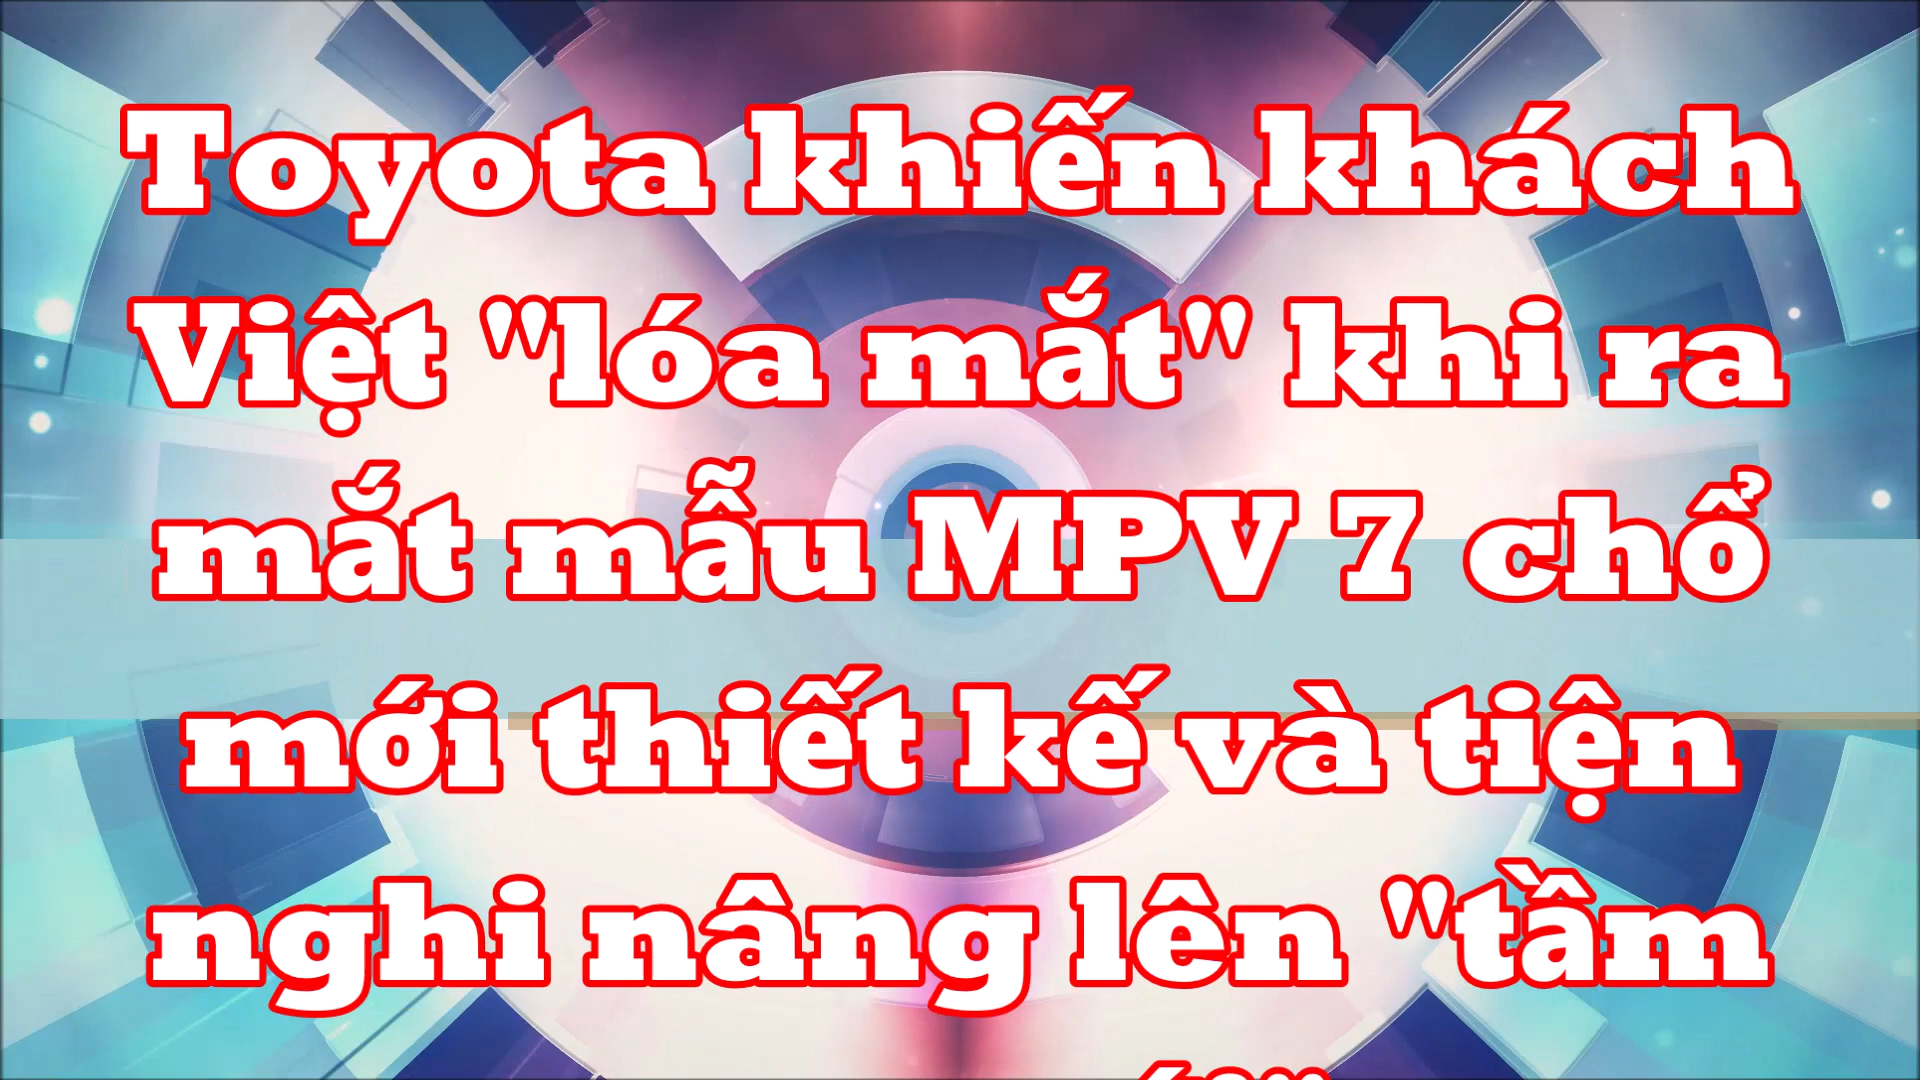 Toyota khiến khách
Việt "lóa mắt" khi ra
mắt mẫu MPV 7 chổ
mới thiết kế và tiện
nghi nâng lên "tầm